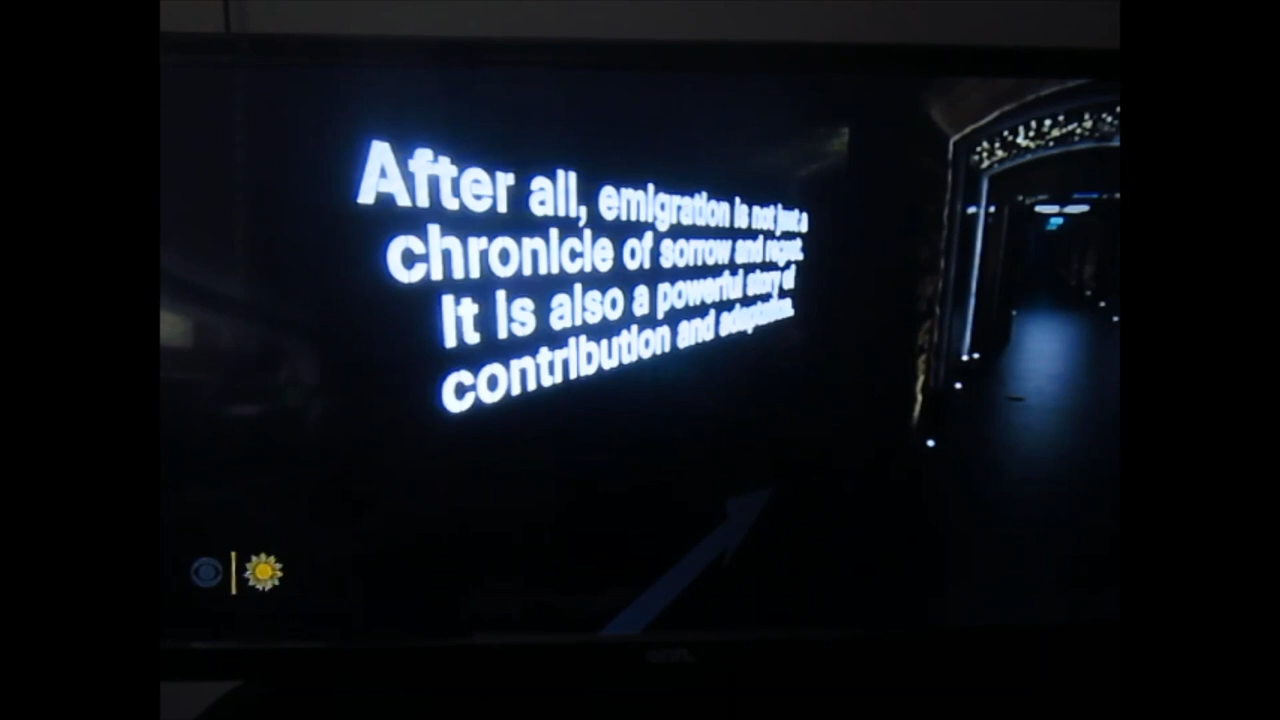 After all, emigration is not just a
chronicle of sorrow and regret.
It is also a powerful story of
contribution and adaptation.